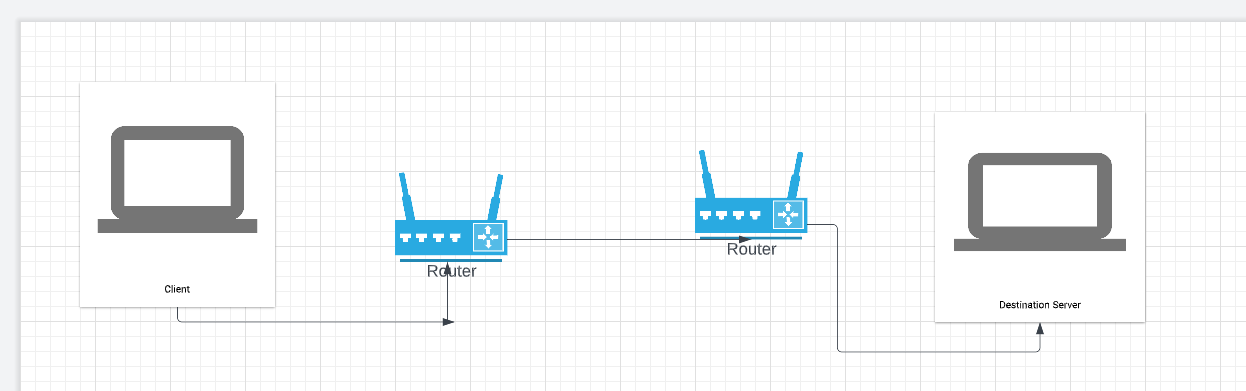 Client
Router
Router
Destination Server